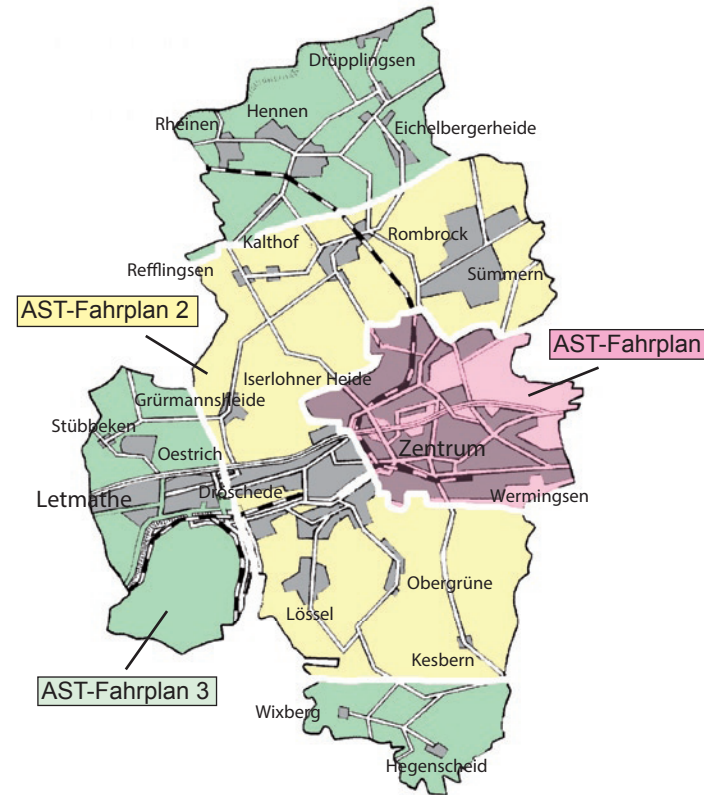 Drüpplingsen
Hennen
Rheinen
Eichelbergerheide
Rombrock
Kalthof
Refflingsen
Sümmern
AST-Fahrplan 2
AST-Fahrplan
Iserlohner Heide
Grürmannsheide
Stübbeken
Oestrich
Zentrum
Letmathe
Dröschede
Wermingsen
Obergrüne
Lössel
Kesbern
AST-Fahrplan 3
Wixberg
Hegenscheid